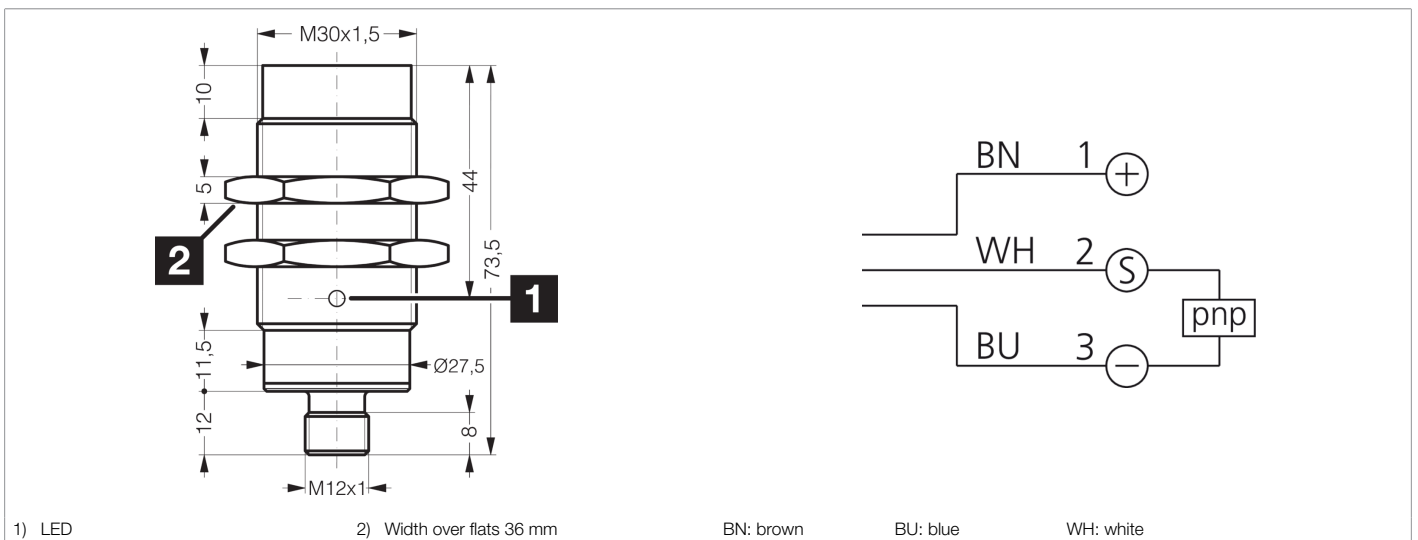 M30x1,5
10
5
44
73,5
2
1
11,5
Ø27,5
12
8
M12x1
BN 1 +
WH 2 S
pnp
BU 3 −
1) LED 2) Width over flats 36 mm BN: brown BU: blue WH: white